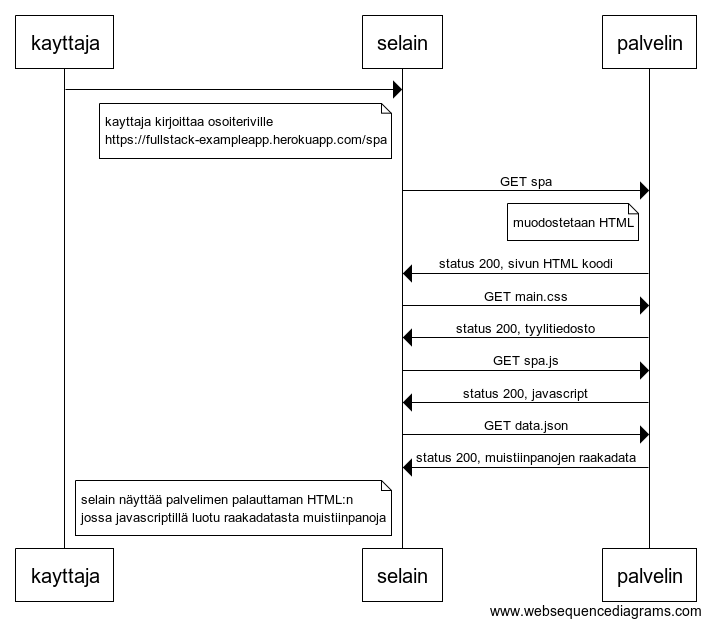 kayttaja
selain
palvelin
kayttaja kirjoittaa osoiteriville
https://fullstack-exampleapp.herokuapp.com/spa
GET spa
muodostetaan HTML
status 200, sivun HTML koodi
GET main.css
status 200, tyylitiedosto
GET spa.js
status 200, javascript
GET data.json
status 200, muistiinpanojen raakadata
selain näyttää palvelimen palauttaman HTML:n
jossa javascriptillä luotu raakadatasta muistiinpanoja
kayttaja
selain
palvelin
www.websequencediagrams.com